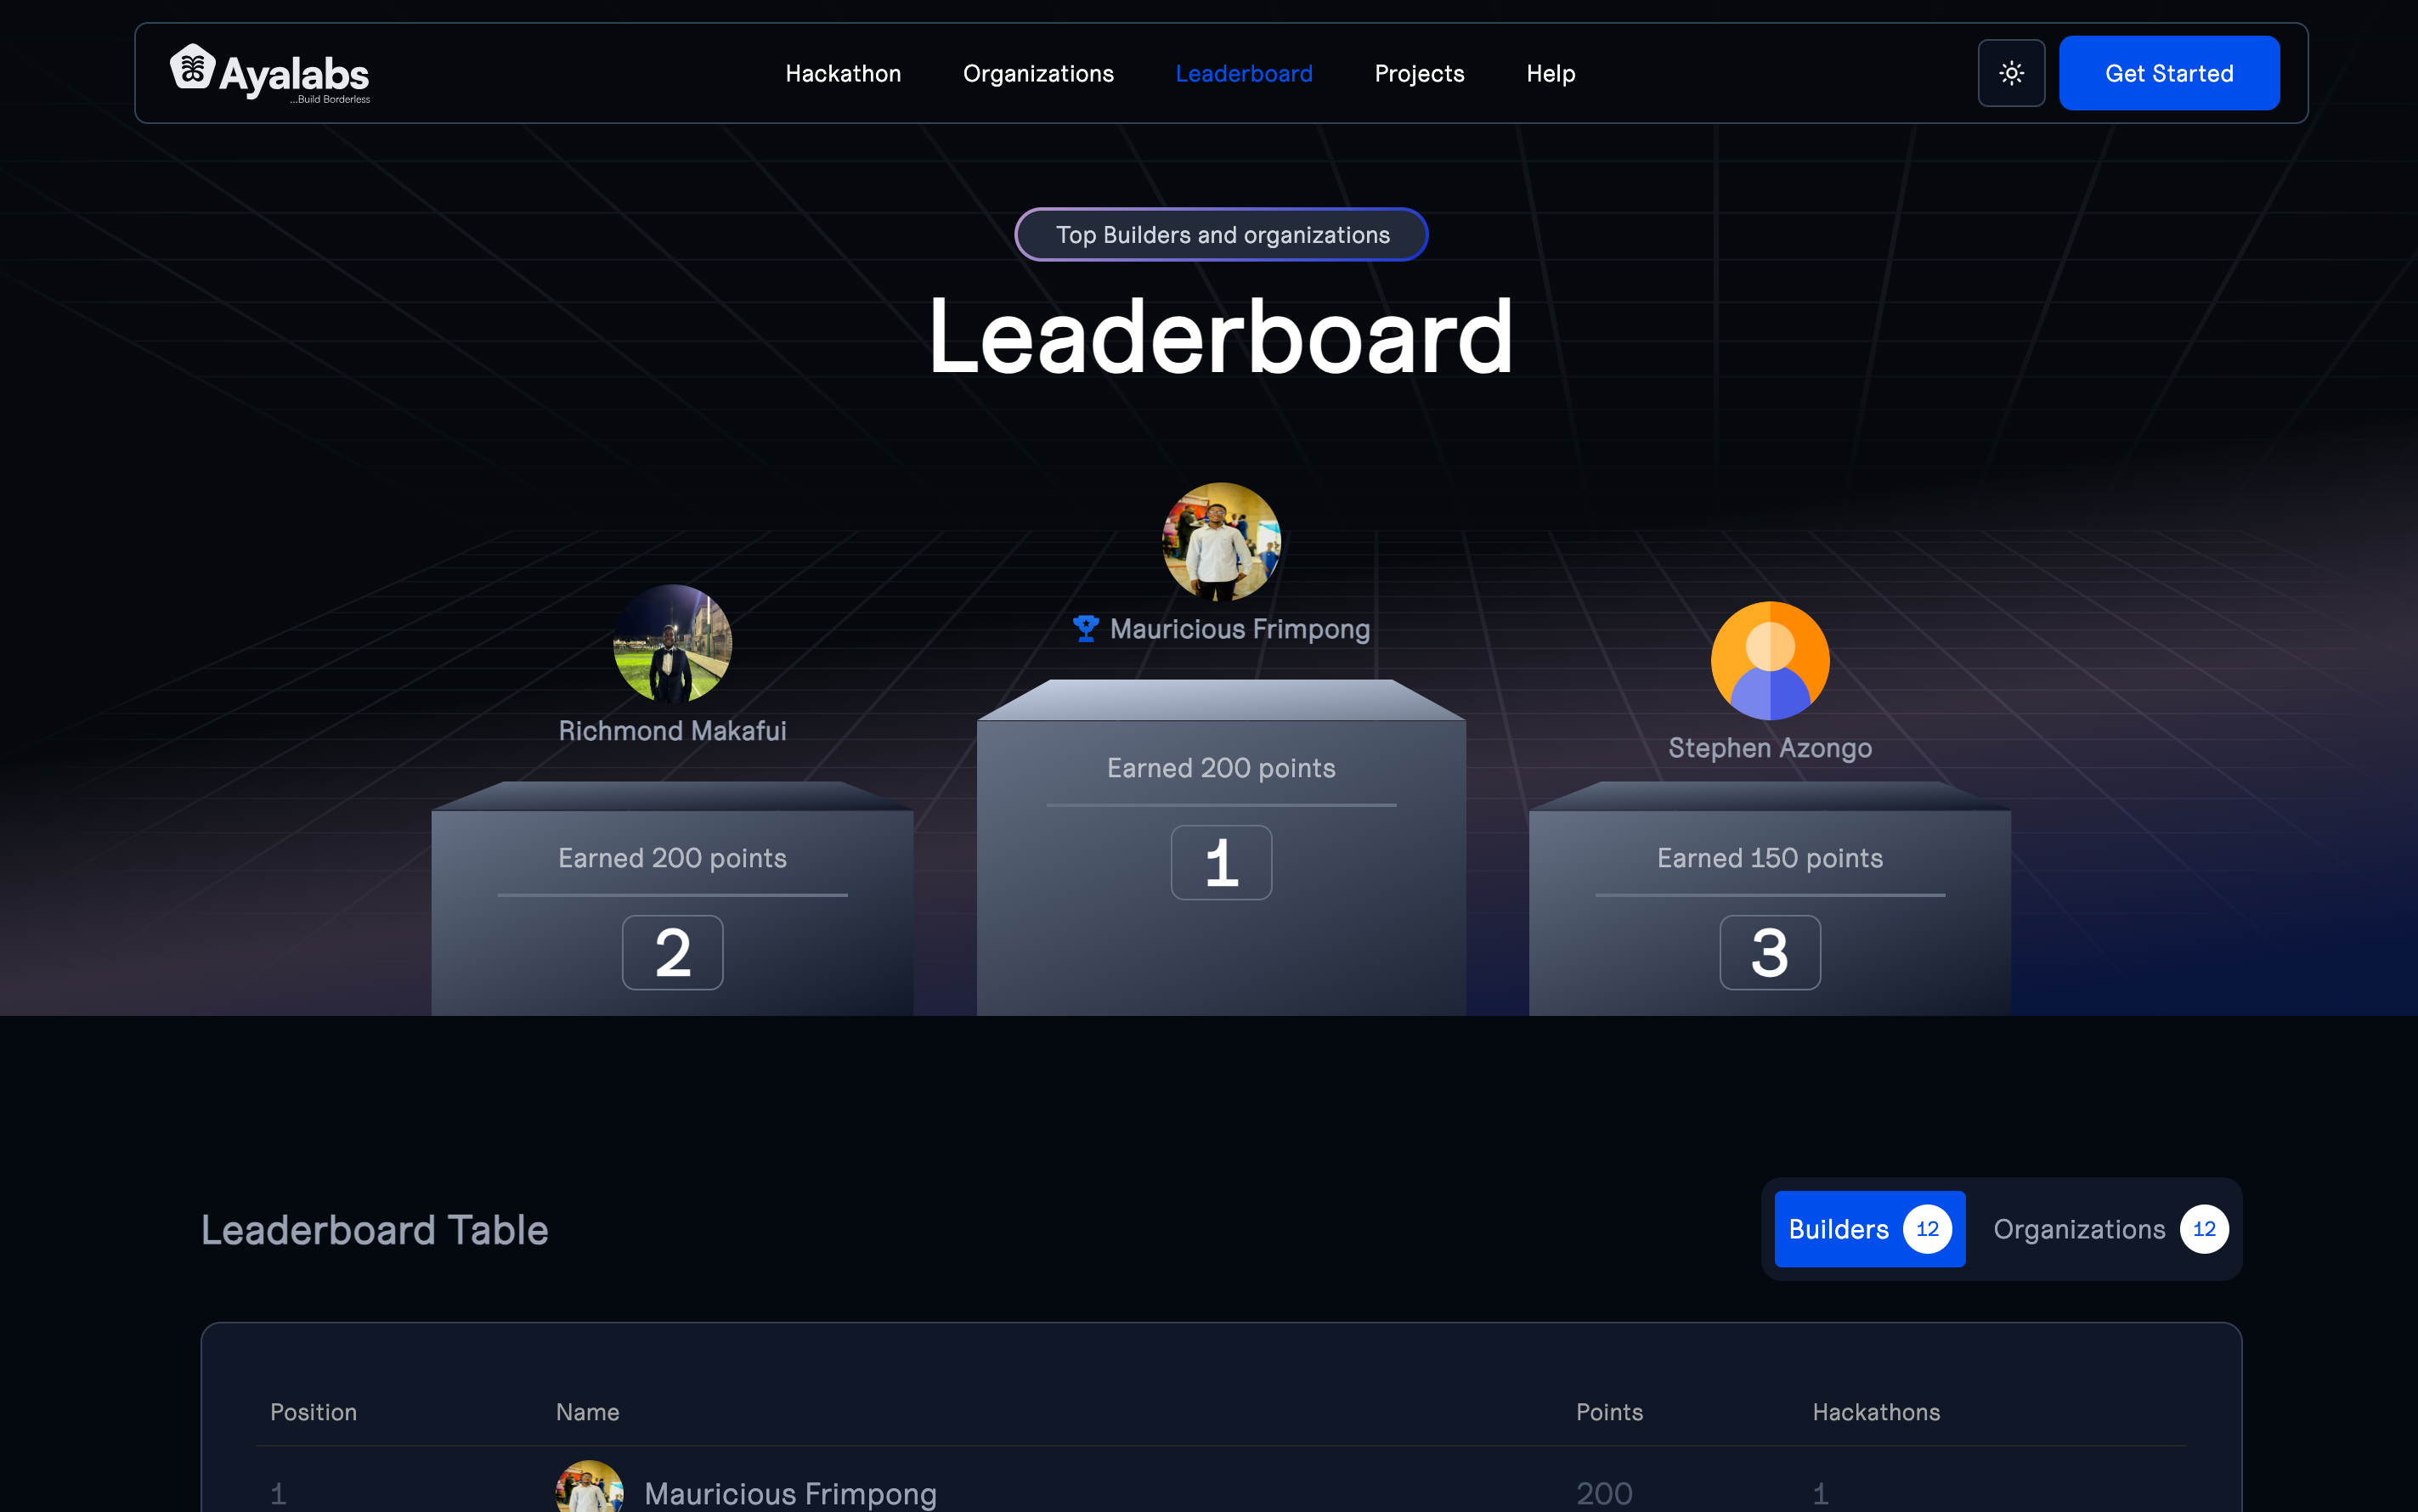 Ayalabs
...Build Borderless
Hackathon
Organizations
Leaderboard
Projects
Help
Get Started
Top Builders and organizations
Leaderboard
Mauricious Frimpong
Richmond Makafui
Stephen Azongo
Earned 200 points
1
Earned 200 points
2
Earned 150 points
3
Leaderboard Table
Builders 12
Organizations 12
Position Name Points Hackathons
1 Mauricious Frimpong 200 1